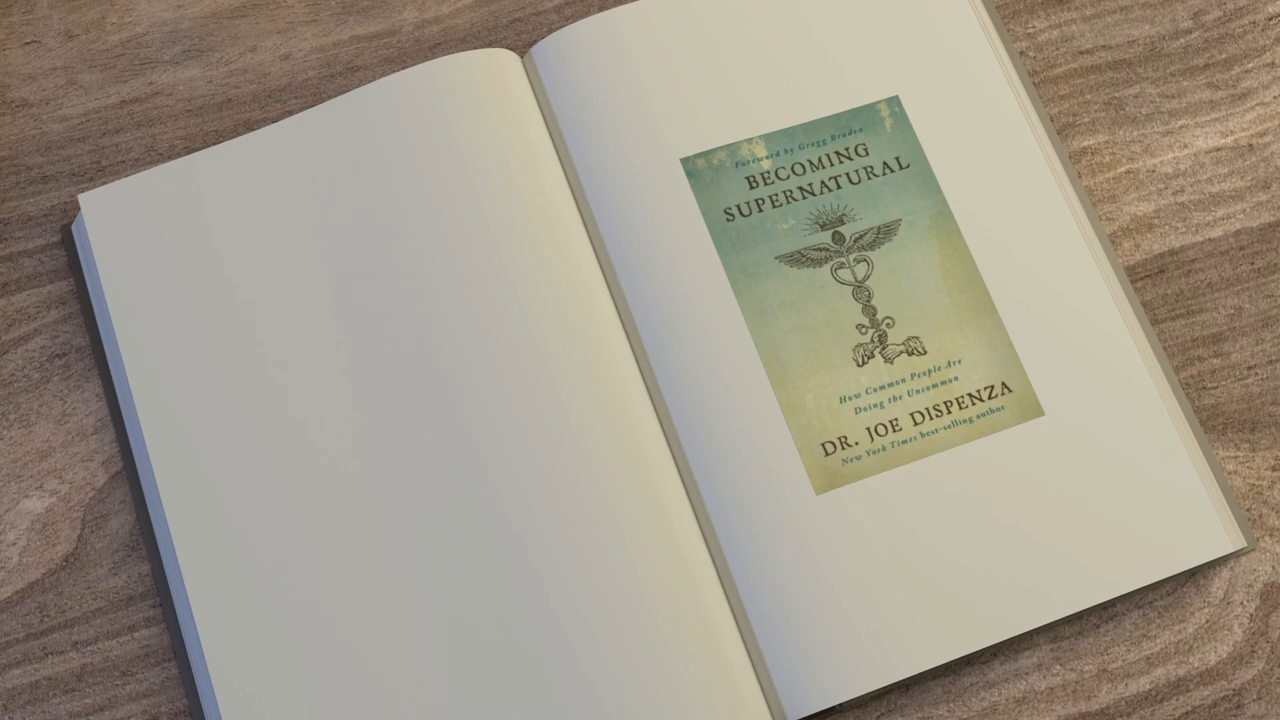 Foreword by Gregg Braden
BECOMING
SUPERNATURAL
How Common People Are
Doing the Uncommon
DR. JOE DISPENZA
New York Times best-selling author